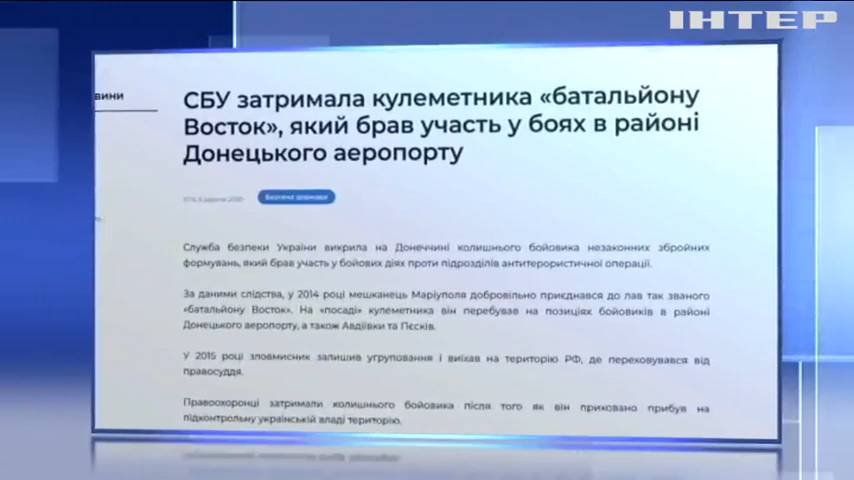 ІНТЕР
вини
СБУ затримала кулеметника «батальйону
Восток», який брав участь у боях в районі
Донецького аеропорту
Безпека держави
Служба безпеки України викрила на Донеччині колишнього бойовика незаконних збройних
формувань, який брав участь у бойових діях проти підрозділів антитерористичної операції.
За даними слідства, у 2014 році мешканець Маріуполя добровільно приєднався до лав так званого
«батальйону Восток». На «посаді» кулеметника він перебував на позиціях бойовиків в районі
Донецького аеропорту, а також Авдіївки та Пєсків.
У 2015 році зловмисник залишив угруповання і виїхав на територію РФ, де переховувався від
правосуддя.
Правоохоронці затримали колишнього бойовика після того як він приховано прибув на
підконтрольну українській владі територію.